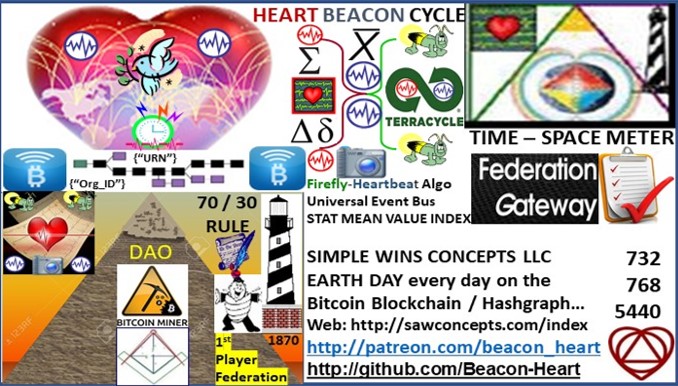 HEART BEACON CYCLE
Σ
X̄
Δδ
TERRACYCLE
{“URN”}
{“Org_ID”}
Firefly-Heartbeat Algo
Universal Event Bus
STAT MEAN VALUE INDEX
TIME – SPACE METER
Federation
Gateway
70 / 30
RULE
DAO
BITCOIN MINER
1st
Player
Federation
1870
SIMPLE WINS CONCEPTS LLC 732
EARTH DAY every day on the 768
Bitcoin Blockchain / Hashgraph... 5440
Web: http://sawconcepts.com/index
http://patreon.com/beacon_heart
http://github.com/Beacon-Heart